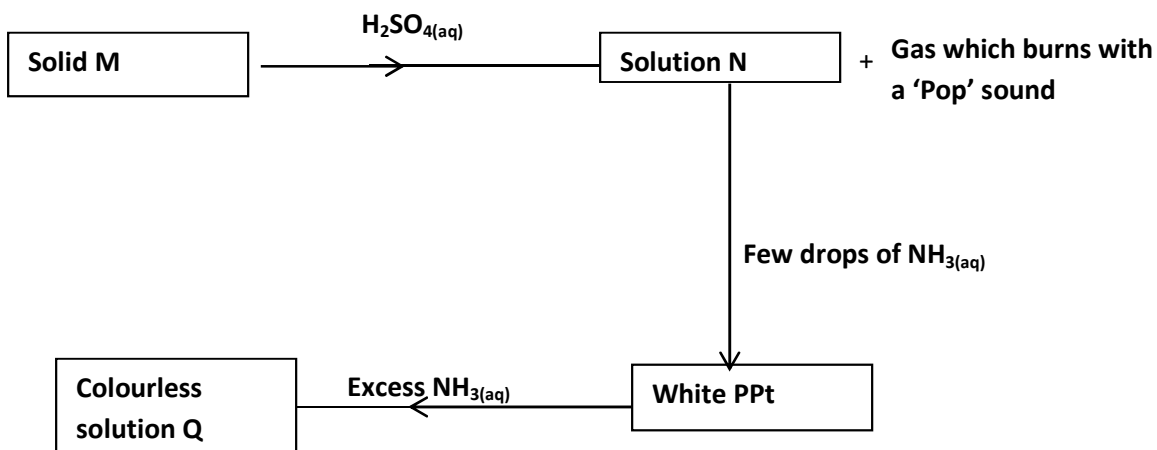 H₂SO₄(aq)
Solid M
Solution N
+
Gas which burns with
a ‘Pop’ sound
Few drops of NH₃(aq)
White PPt
Excess NH₃(aq)
Colourless
solution Q